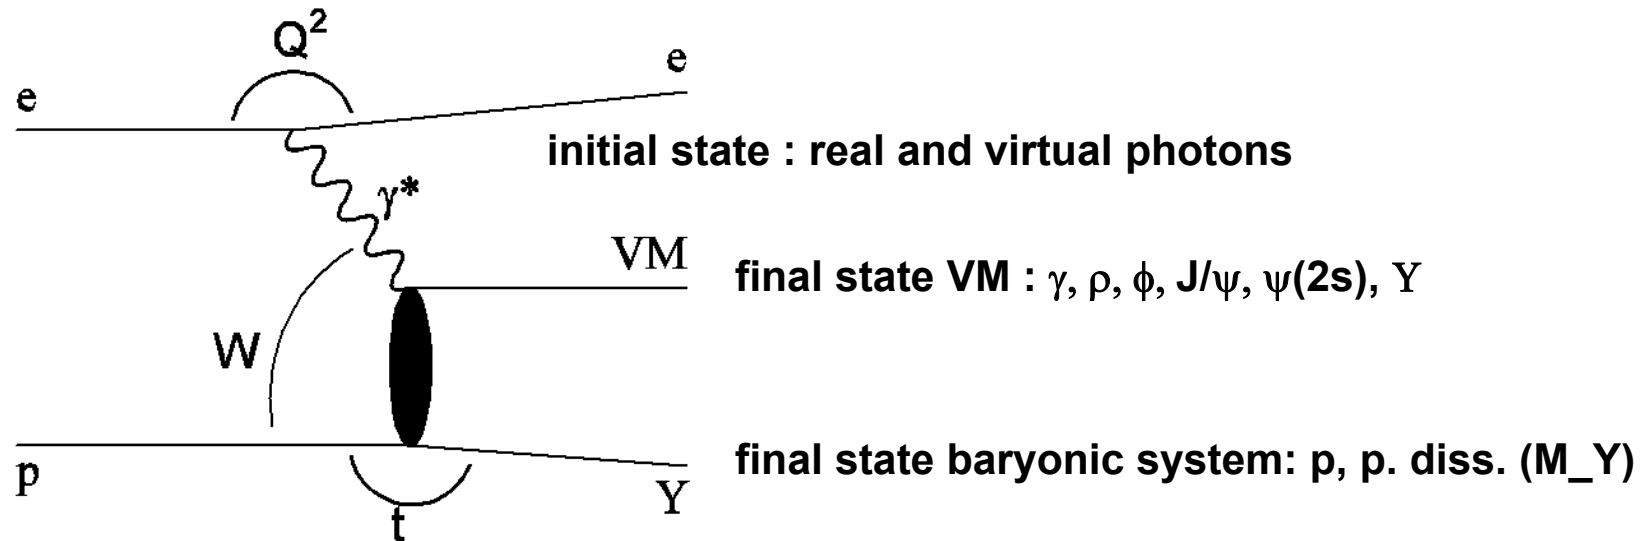 Q²
e
e
initial state : real and virtual photons
γ*
VM
final state VM : γ, ρ, ϕ, J/ψ, ψ(2s), Υ
W
final state baryonic system: p, p. diss. (M_Y)
p
Y
t